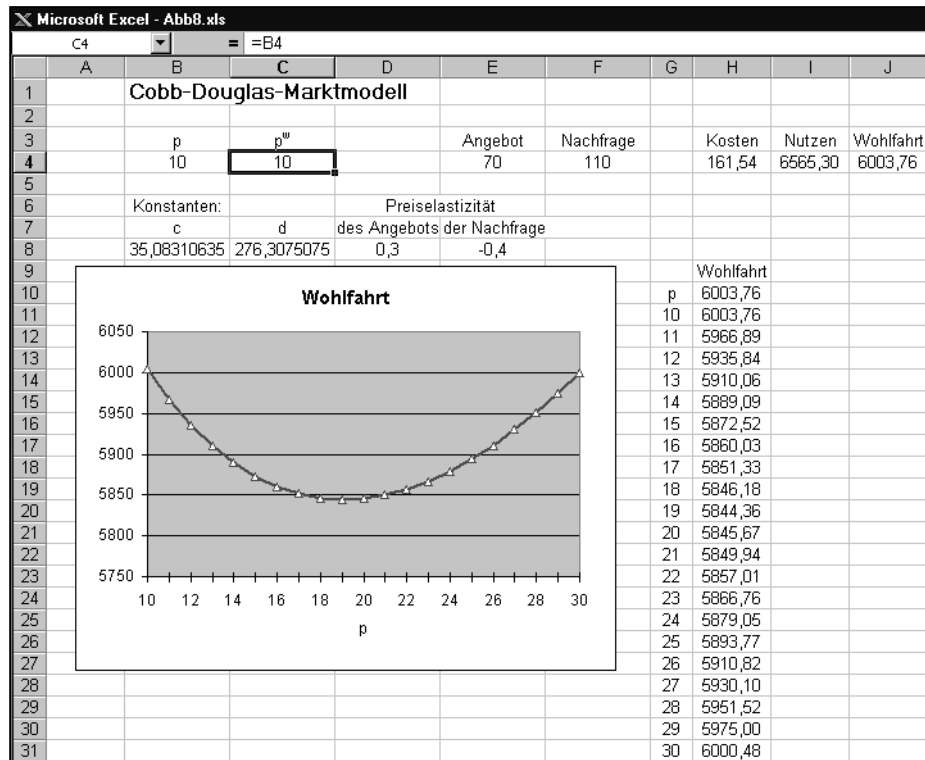 Microsoft Excel - Abb8.xls
C4 = =B4
A B C D E F G H I J
1 Cobb-Douglas-Marktmodell
2
3 p pʷ Angebot Nachfrage Kosten Nutzen Wohlfahrt
4 10 10 70 110 161,54 6565,30 6003,76
5
6 Konstanten: Preiselastizität
7 c d des Angebots der Nachfrage
8 35,08310635 276,3075075 0,3 -0,4
9 Wohlfahrt
10 p 6003,76
11 10 6003,76
12 11 5966,89
13 12 5935,84
14 13 5910,06
15 14 5889,09
16 15 5872,52
17 16 5860,03
18 17 5851,33
19 18 5846,18
20 19 5844,36
21 20 5845,67
22 21 5849,94
23 22 5857,01
24 23 5866,76
25 24 5879,05
26 25 5893,77
27 26 5910,82
28 27 5930,10
29 28 5951,52
30 29 5975,00
31 30 6000,48
Wohlfahrt
6050
6000
5950
5900
5850
5800
5750
10 12 14 16 18 20 22 24 26 28 30
p